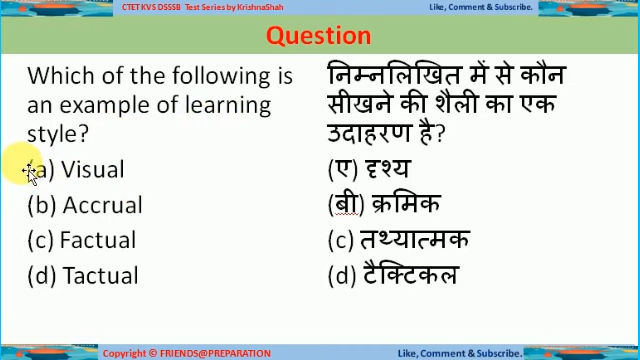 CTET KVS DSSSB Test Series by KrishnaShah
Like, Comment & Subscribe.
Question
Which of the following is
an example of learning
style?
(a) Visual
(b) Accrual
(c) Factual
(d) Tactual
निम्नलिखित में से कौन
सीखने की शैली का एक
उदाहरण है?
(ए) दृश्य
(बी) क्रमिक
(c) तथ्यात्मक
(d) टैक्टिकल
Copyright © FRIENDS@PREPARATION
Like, Comment & Subscribe.